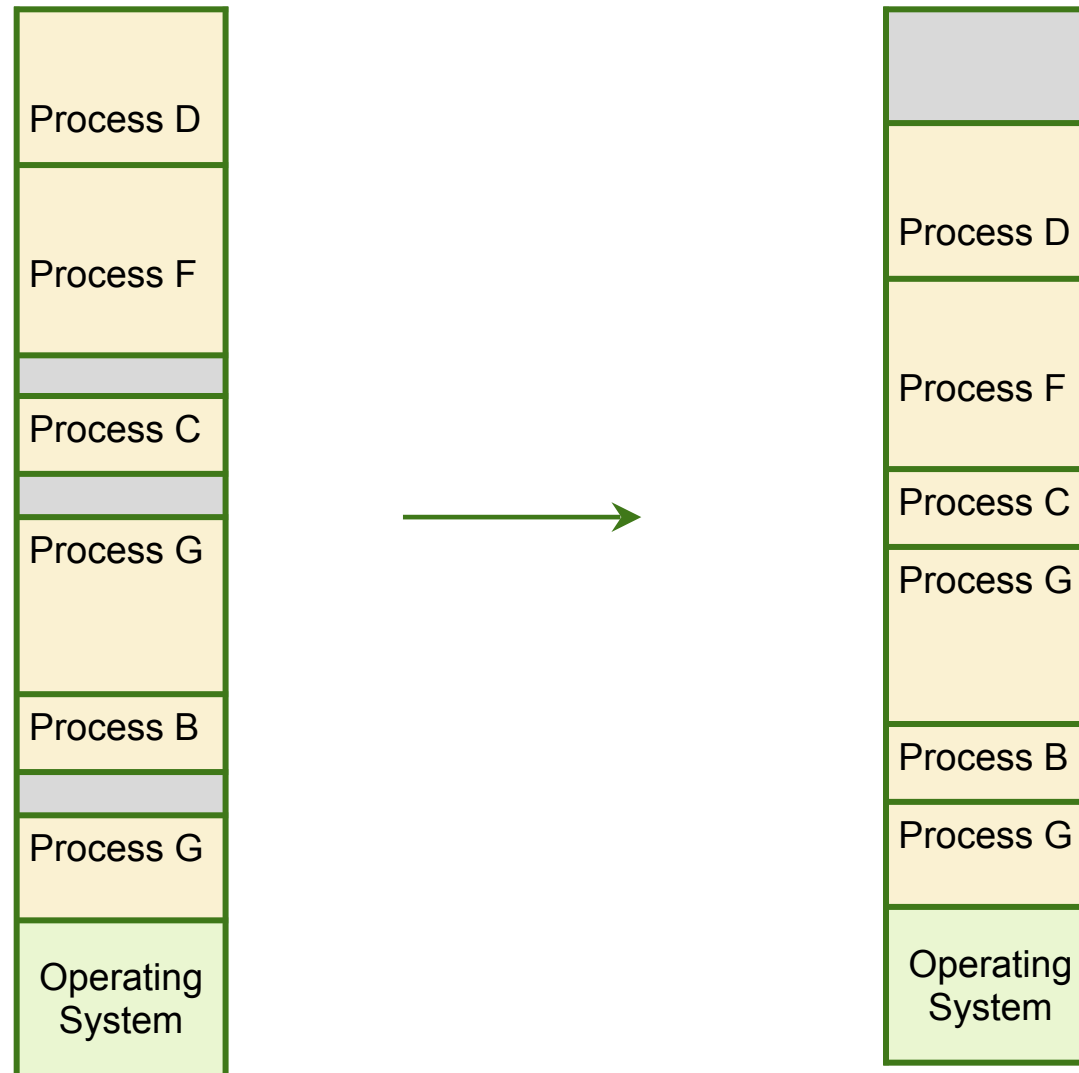 Process D
Process F
Process C
Process G
Process B
Process G
Operating
System
Process D
Process F
Process C
Process G
Process B
Process G
Operating
System